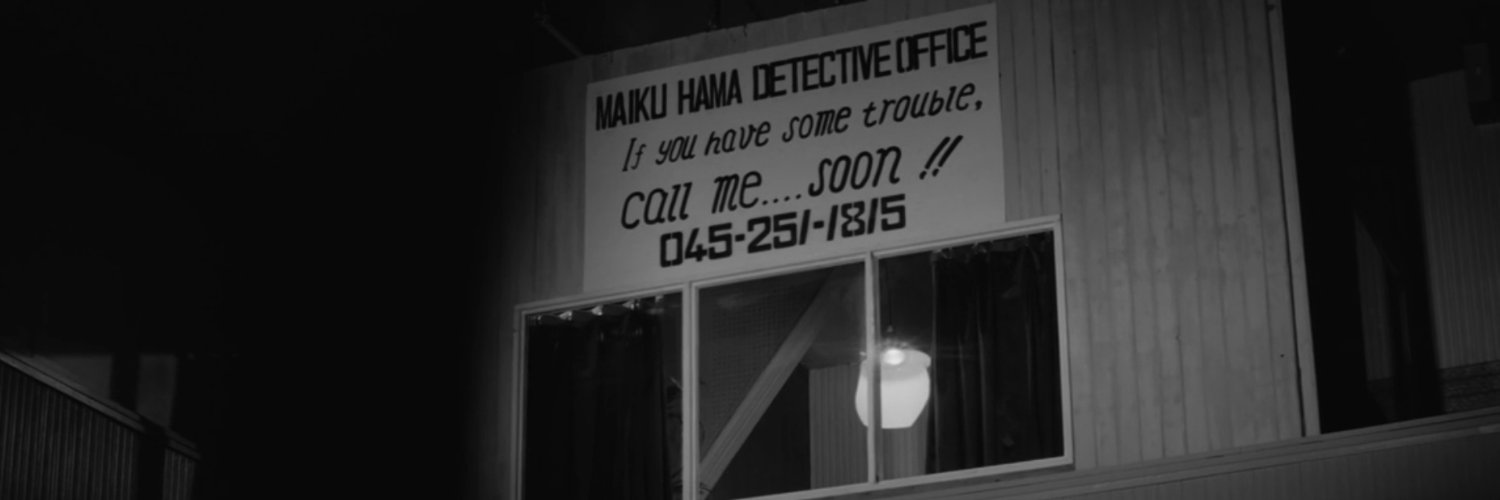 MAIKU HAMA DETECTIVE OFFICE
If you have some trouble,
call me....soon !!
045-251-1815